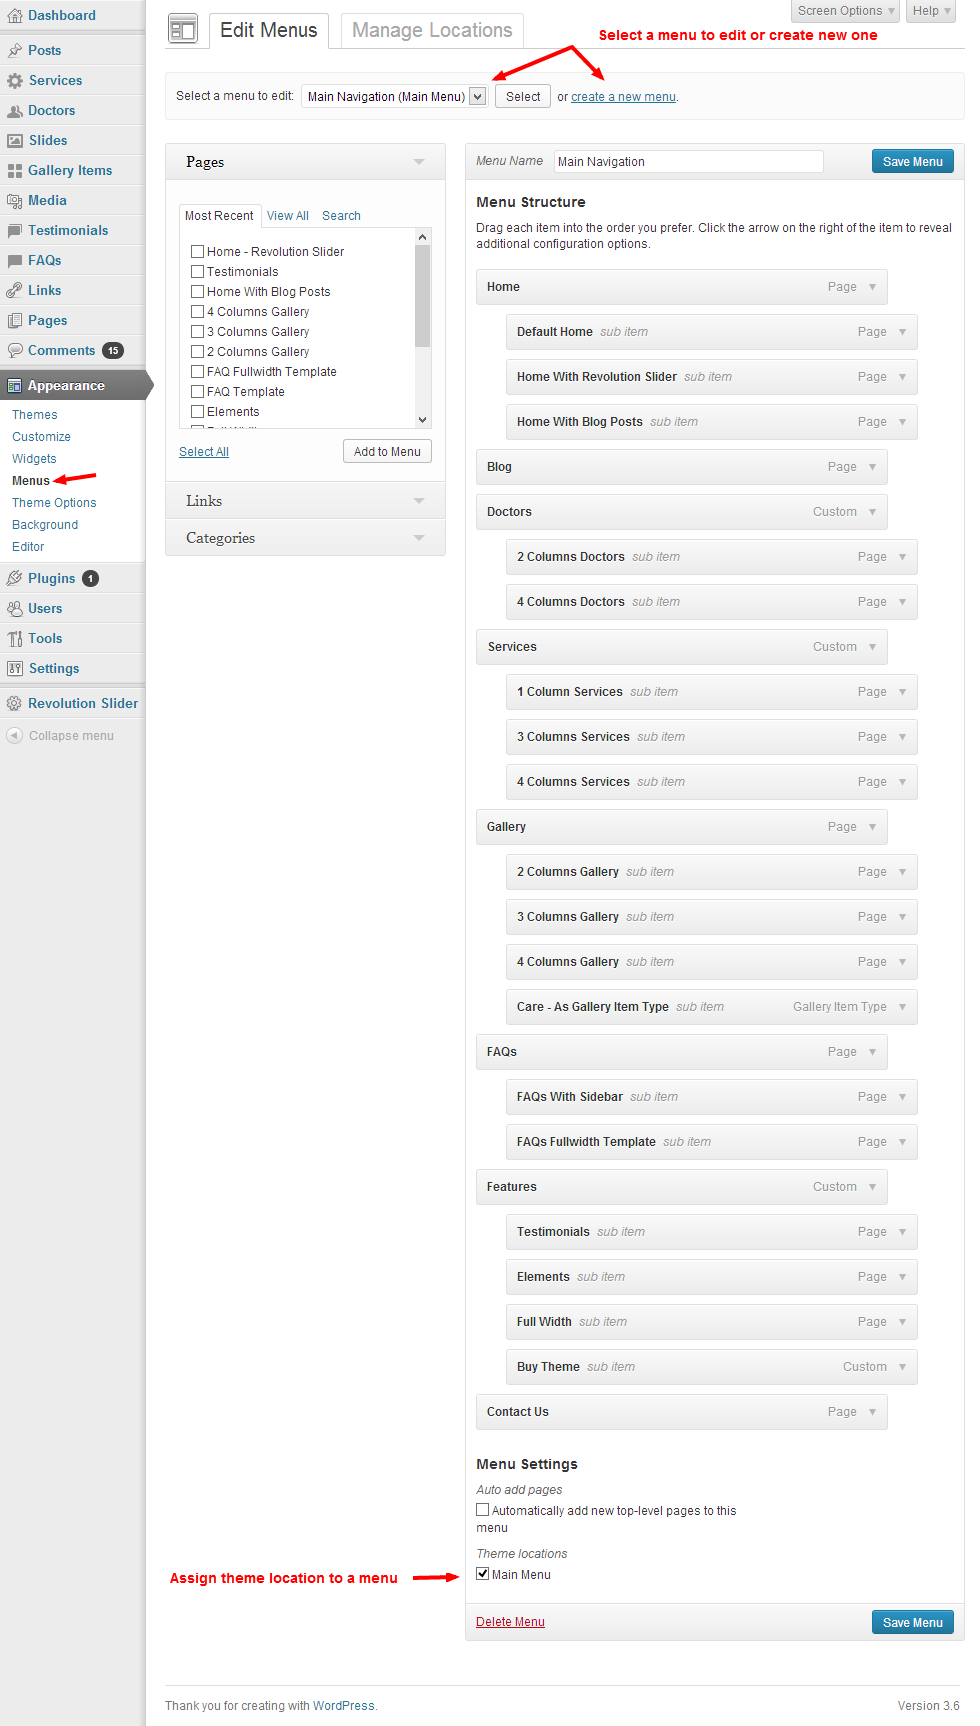 Dashboard
Posts
Services
Doctors
Slides
Gallery Items
Media
Testimonials
FAQs
Links
Pages
Comments 15
Appearance
Themes
Customize
Widgets
Menus
Theme Options
Background
Editor
Plugins 1
Users
Tools
Settings
Revolution Slider
Collapse menu
Screen Options Help
Edit Menus Manage Locations
Select a menu to edit or create new one
Select a menu to edit: Main Navigation (Main Menu) Select or create a new menu.
Pages
Most Recent View All Search
Home - Revolution Slider
Testimonials
Home With Blog Posts
4 Columns Gallery
3 Columns Gallery
2 Columns Gallery
FAQ Fullwidth Template
FAQ Template
Elements
Select All Add to Menu
Links
Categories
Menu Name Main Navigation Save Menu
Menu Structure
Drag each item into the order you prefer. Click the arrow on the right of the item to reveal
additional configuration options.
Home Page
Default Home sub item Page
Home With Revolution Slider sub item Page
Home With Blog Posts sub item Page
Blog Page
Doctors Custom
2 Columns Doctors sub item Page
4 Columns Doctors sub item Page
Services Custom
1 Column Services sub item Page
3 Columns Services sub item Page
4 Columns Services sub item Page
Gallery Page
2 Columns Gallery sub item Page
3 Columns Gallery sub item Page
4 Columns Gallery sub item Page
Care - As Gallery Item Type sub item Gallery Item Type
FAQs Page
FAQs With Sidebar sub item Page
FAQs Fullwidth Template sub item Page
Features Custom
Testimonials sub item Page
Elements sub item Page
Full Width sub item Page
Buy Theme sub item Custom
Contact Us Page
Menu Settings
Auto add pages
Automatically add new top-level pages to this
menu
Theme locations
Assign theme location to a menu
Main Menu
Delete Menu Save Menu
Thank you for creating with WordPress. Version 3.6